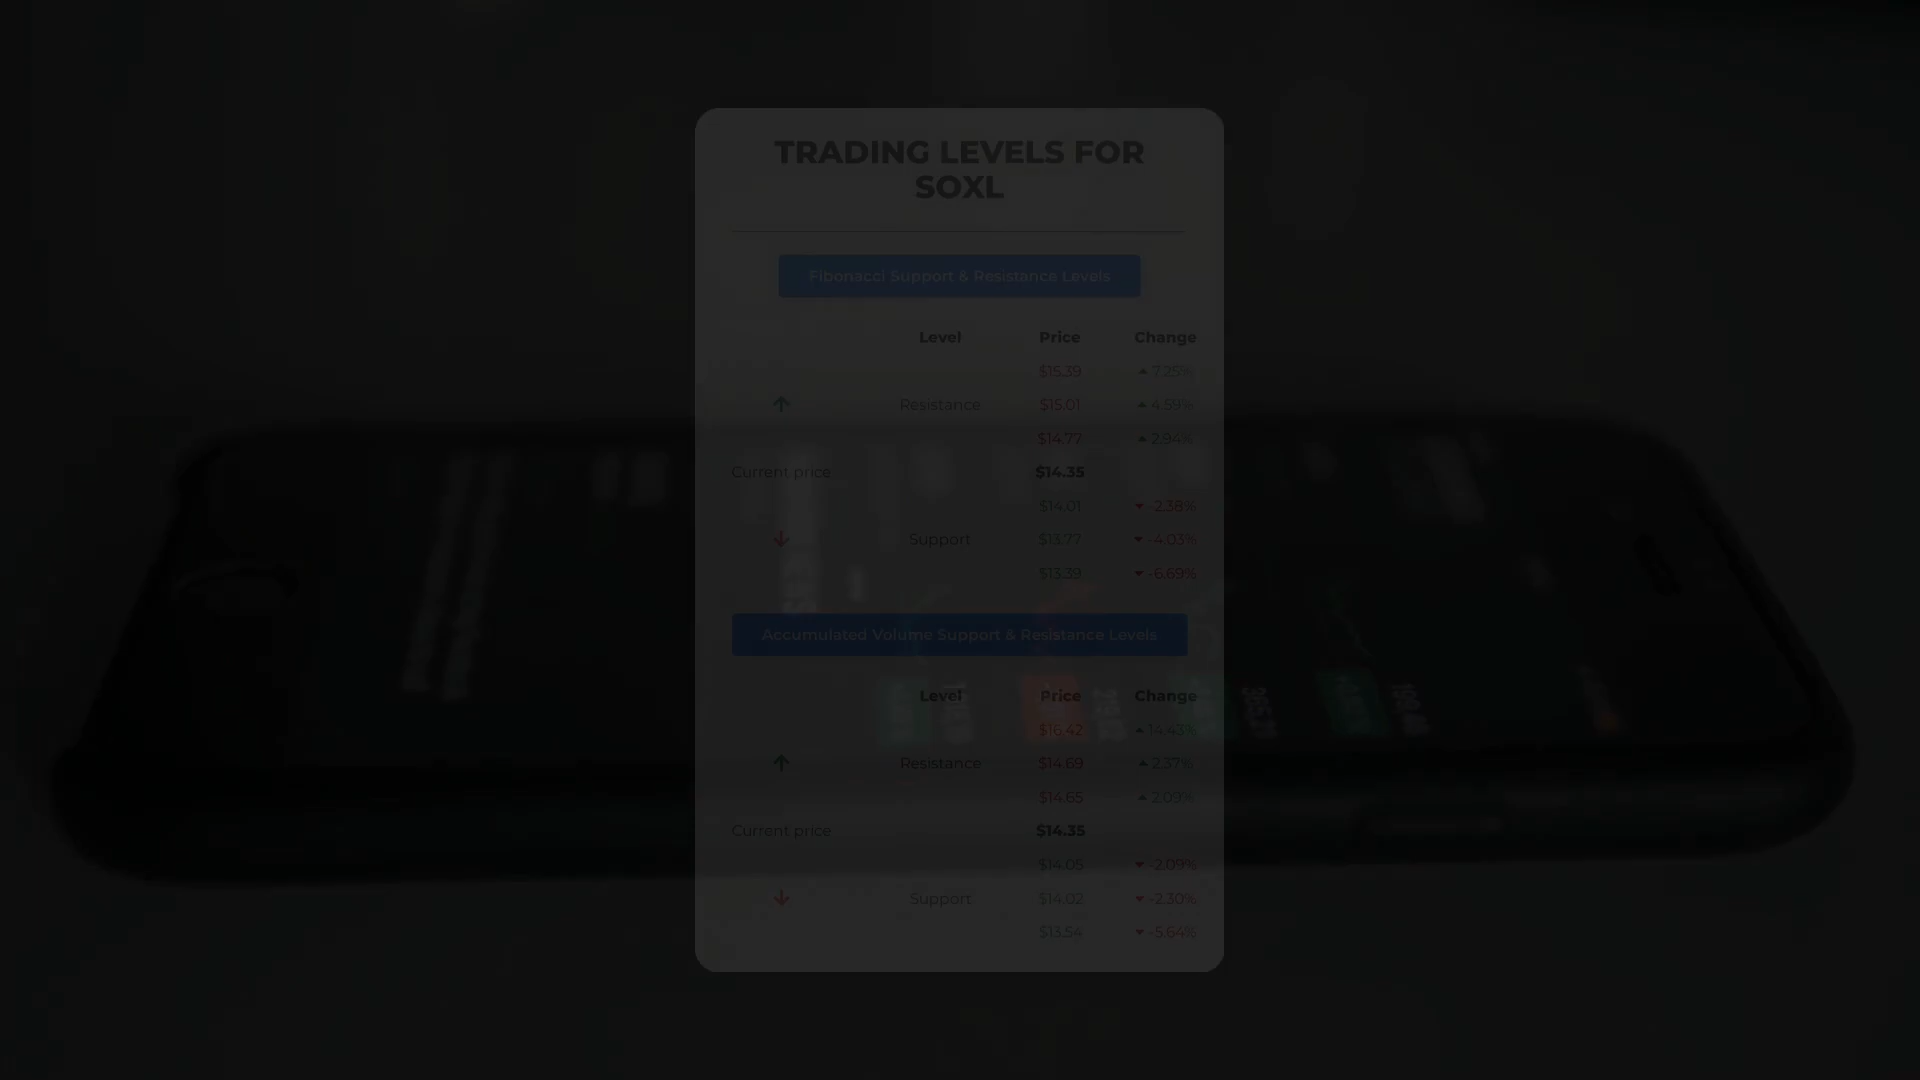 TRADING LEVELS FOR
SOXL
Fibonacci Support & Resistance Levels
Level Price Change
$15.39 ▲ 7.25%
↑ Resistance $15.01 ▲ 4.59%
$14.77 ▲ 2.94%
Current price $14.35
$14.01 ▼ -2.38%
↓ Support $13.77 ▼ -4.03%
$13.39 ▼ -6.69%
Accumulated Volume Support & Resistance Levels
Level Price Change
$16.42 ▲ 14.43%
↑ Resistance $14.69 ▲ 2.37%
$14.65 ▲ 2.09%
Current price $14.35
$14.05 ▼ -2.09%
↓ Support $14.02 ▼ -2.30%
$13.54 ▼ -5.64%